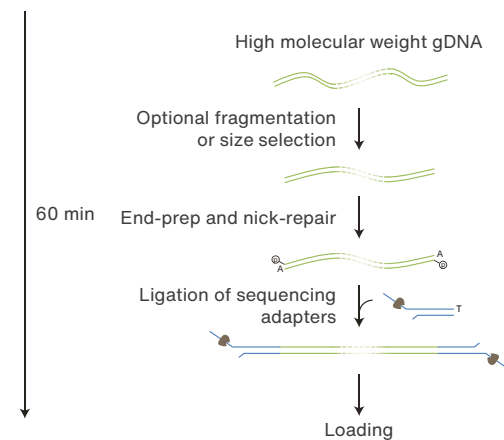 High molecular weight gDNA
Optional fragmentation
or size selection
60 min
End-prep and nick-repair
A
P
A
P
Ligation of sequencing
adapters
T
Loading